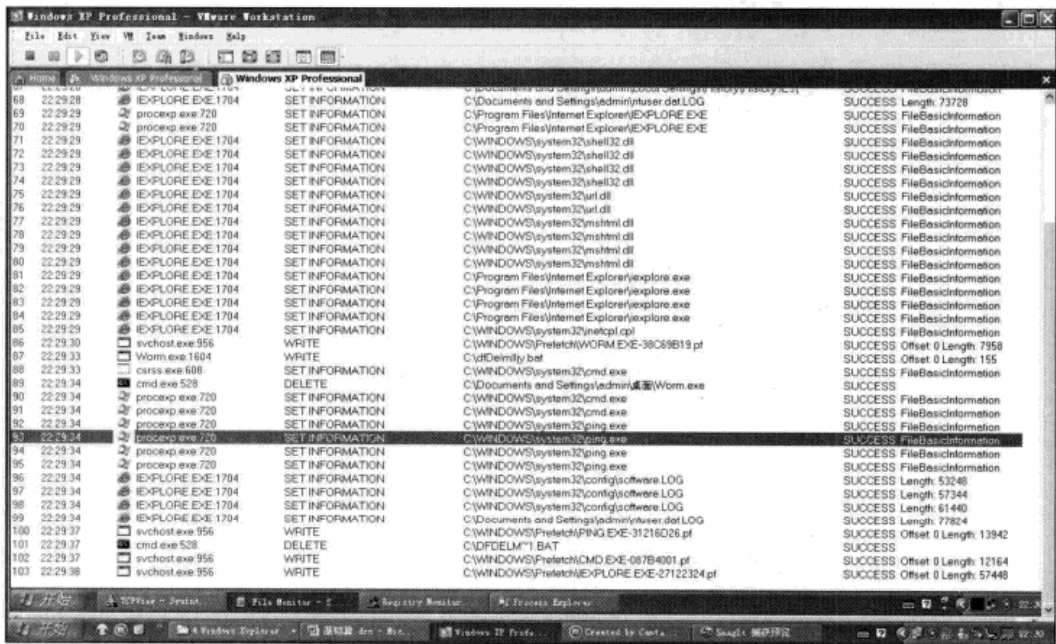 Windows XP Professional - VMware Workstation
File Edit View VM Team Windows Help
Home Windows XP Professional Windows XP Professional
68 22:29:28 IEXPLORE.EXE:1704 SET INFORMATION C:\Documents and Settings\admin\ntuser.dat.LOG SUCCESS Length: 73728
69 22:29:29 procexp.exe:720 SET INFORMATION C:\Program Files\Internet Explorer\IEXPLORE.EXE SUCCESS FileBasicInformation
70 22:29:29 procexp.exe:720 SET INFORMATION C:\Program Files\Internet Explorer\IEXPLORE.EXE SUCCESS FileBasicInformation
71 22:29:29 IEXPLORE.EXE:1704 SET INFORMATION C:\WINDOWS\system32\shell32.dll SUCCESS FileBasicInformation
72 22:29:29 IEXPLORE.EXE:1704 SET INFORMATION C:\WINDOWS\system32\shell32.dll SUCCESS FileBasicInformation
73 22:29:29 IEXPLORE.EXE:1704 SET INFORMATION C:\WINDOWS\system32\shell32.dll SUCCESS FileBasicInformation
74 22:29:29 IEXPLORE.EXE:1704 SET INFORMATION C:\WINDOWS\system32\shell32.dll SUCCESS FileBasicInformation
75 22:29:29 IEXPLORE.EXE:1704 SET INFORMATION C:\WINDOWS\system32\url.dll SUCCESS FileBasicInformation
76 22:29:29 IEXPLORE.EXE:1704 SET INFORMATION C:\WINDOWS\system32\url.dll SUCCESS FileBasicInformation
77 22:29:29 IEXPLORE.EXE:1704 SET INFORMATION C:\WINDOWS\system32\mshtml.dll SUCCESS FileBasicInformation
78 22:29:29 IEXPLORE.EXE:1704 SET INFORMATION C:\WINDOWS\system32\mshtml.dll SUCCESS FileBasicInformation
79 22:29:29 IEXPLORE.EXE:1704 SET INFORMATION C:\WINDOWS\system32\mshtml.dll SUCCESS FileBasicInformation
80 22:29:29 IEXPLORE.EXE:1704 SET INFORMATION C:\WINDOWS\system32\mshtml.dll SUCCESS FileBasicInformation
81 22:29:29 IEXPLORE.EXE:1704 SET INFORMATION C:\Program Files\Internet Explorer\iexplore.exe SUCCESS FileBasicInformation
82 22:29:29 IEXPLORE.EXE:1704 SET INFORMATION C:\Program Files\Internet Explorer\iexplore.exe SUCCESS FileBasicInformation
83 22:29:29 IEXPLORE.EXE:1704 SET INFORMATION C:\Program Files\Internet Explorer\iexplore.exe SUCCESS FileBasicInformation
84 22:29:29 IEXPLORE.EXE:1704 SET INFORMATION C:\Program Files\Internet Explorer\iexplore.exe SUCCESS FileBasicInformation
85 22:29:29 IEXPLORE.EXE:1704 SET INFORMATION C:\WINDOWS\system32\inetcpl.cpl SUCCESS FileBasicInformation
86 22:29:30 svchost.exe:956 WRITE C:\WINDOWS\Prefetch\WORM.EXE-38C69B19.pf SUCCESS Offset: 0 Length: 7958
87 22:29:33 Worm.exe:1604 WRITE C:\dfDelmlljy.bat SUCCESS Offset: 0 Length: 155
88 22:29:33 csrss.exe:608 SET INFORMATION C:\WINDOWS\system32\cmd.exe SUCCESS FileBasicInformation
89 22:29:34 cmd.exe:528 DELETE C:\Documents and Settings\admin\桌面\Worm.exe SUCCESS
90 22:29:34 procexp.exe:720 SET INFORMATION C:\WINDOWS\system32\cmd.exe SUCCESS FileBasicInformation
91 22:29:34 procexp.exe:720 SET INFORMATION C:\WINDOWS\system32\cmd.exe SUCCESS FileBasicInformation
92 22:29:34 procexp.exe:720 SET INFORMATION C:\WINDOWS\system32\ping.exe SUCCESS FileBasicInformation
93 22:29:34 procexp.exe:720 SET INFORMATION C:\WINDOWS\system32\ping.exe SUCCESS FileBasicInformation
94 22:29:34 procexp.exe:720 SET INFORMATION C:\WINDOWS\system32\ping.exe SUCCESS FileBasicInformation
95 22:29:34 procexp.exe:720 SET INFORMATION C:\WINDOWS\system32\ping.exe SUCCESS FileBasicInformation
96 22:29:34 IEXPLORE.EXE:1704 SET INFORMATION C:\WINDOWS\system32\config\software.LOG SUCCESS Length: 53248
97 22:29:34 IEXPLORE.EXE:1704 SET INFORMATION C:\WINDOWS\system32\config\software.LOG SUCCESS Length: 57344
98 22:29:34 IEXPLORE.EXE:1704 SET INFORMATION C:\WINDOWS\system32\config\software.LOG SUCCESS Length: 61440
99 22:29:34 IEXPLORE.EXE:1704 SET INFORMATION C:\Documents and Settings\admin\ntuser.dat.LOG SUCCESS Length: 77824
100 22:29:37 svchost.exe:956 WRITE C:\WINDOWS\Prefetch\PING.EXE-31216D26.pf SUCCESS Offset: 0 Length: 13942
101 22:29:37 cmd.exe:528 DELETE C:\DFDELM~1.BAT SUCCESS
102 22:29:37 svchost.exe:956 WRITE C:\WINDOWS\Prefetch\CMD.EXE-087B4001.pf SUCCESS Offset: 0 Length: 12164
103 22:29:38 svchost.exe:956 WRITE C:\WINDOWS\Prefetch\IEXPLORE.EXE-27122324.pf SUCCESS Offset: 0 Length: 57448
开始 TCPView - Sysint... File Monitor - S... Registry Monitor Process Explorer
开始 4 Windows Explorer 基础篇.doc - Mic... Windows XP Profe... Created by Camta... SnagIt 捕获预览